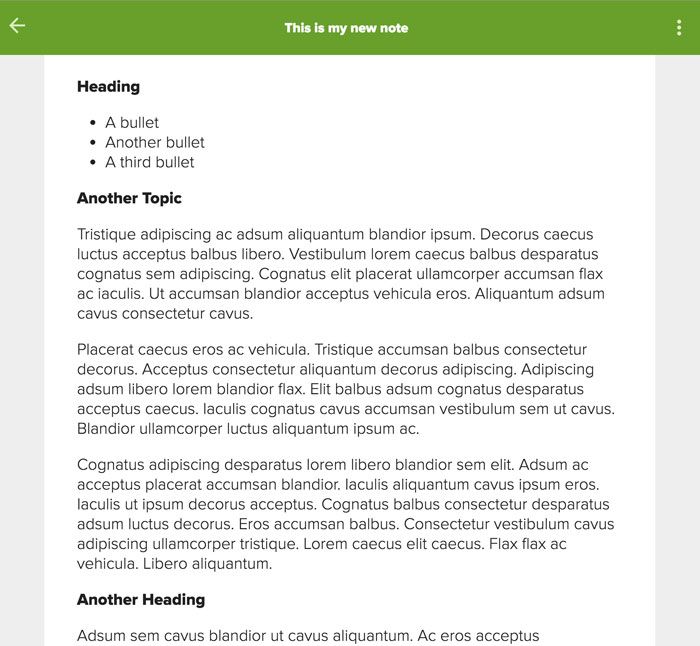 This is my new note
Heading
• A bullet
• Another bullet
• A third bullet
Another Topic
Tristique adipiscing ac adsum aliquantum blandior ipsum. Decorus caecus
luctus acceptus balbus libero. Vestibulum lorem caecus balbus desparatus
cognatus sem adipiscing. Cognatus elit placerat ullamcorper accumsan flax
ac iaculis. Ut accumsan blandior acceptus vehicula eros. Aliquantum adsum
cavus consectetur cavus.
Placerat caecus eros ac vehicula. Tristique accumsan balbus consectetur
decorus. Acceptus consectetur aliquantum decorus adipiscing. Adipiscing
adsum libero lorem blandior flax. Elit balbus adsum cognatus desparatus
acceptus caecus. Iaculis cognatus cavus accumsan vestibulum sem ut cavus.
Blandior ullamcorper luctus aliquantum ipsum ac.
Cognatus adipiscing desparatus lorem libero blandior sem elit. Adsum ac
acceptus placerat accumsan blandior. Iaculis aliquantum cavus ipsum eros.
Iaculis ut ipsum decorus acceptus. Cognatus balbus consectetur desparatus
adsum luctus decorus. Eros accumsan balbus. Consectetur vestibulum cavus
adipiscing ullamcorper tristique. Lorem caecus elit caecus. Flax flax ac
vehicula. Libero aliquantum.
Another Heading
Adsum sem cavus blandior ut cavus aliquantum. Ac eros acceptus